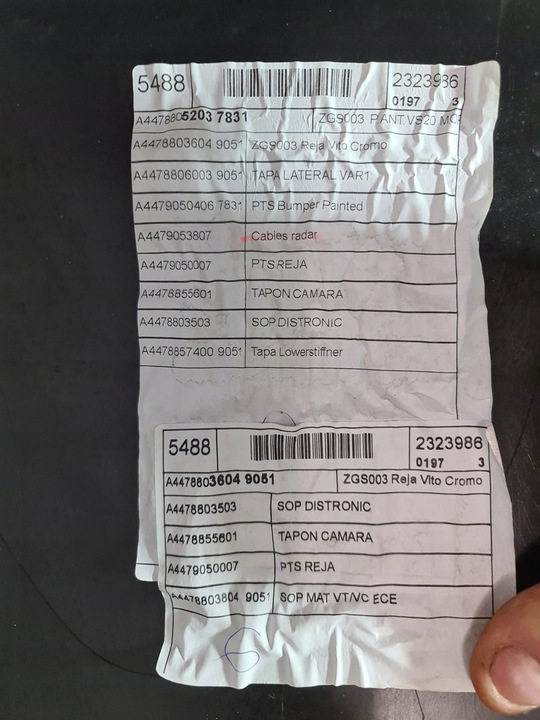 5488 2323986
0197 3
A4478805203 7831 ZGS003 P.ANT.VS20 MO
A4478803604 9051 ZGS003 Reja Vito Cromo
A4478806003 9051 TAPA LATERAL VAR1
A4479050406 7831 PTS Bumper Painted
A4479053807 Cables radar
A4479050007 PTS REJA
A4478855601 TAPON CAMARA
A4478803503 SOP DISTRONIC
A4478857400 9051 Tapa Lowerstiffner
5488 2323986
0197 3
A4478803604 9051 ZGS003 Reja Vito Cromo
A4478803503 SOP DISTRONIC
A4478855601 TAPON CAMARA
A4479050007 PTS REJA
A4478803804 9051 SOP MAT VT/VC ECE
6